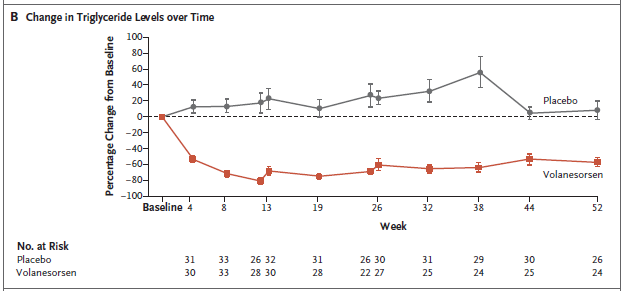 B Change in Triglyceride Levels over Time
Percentage Change from Baseline
100
80
60
40
20
0
−20
−40
−60
−80
−100
Placebo
Volanesorsen
Baseline 4 8 13 19 26 32 38 44 52
Week
No. at Risk
Placebo 31 33 26 32 31 26 30 31 29 30 26
Volanesorsen 30 33 28 30 28 22 27 25 24 25 24